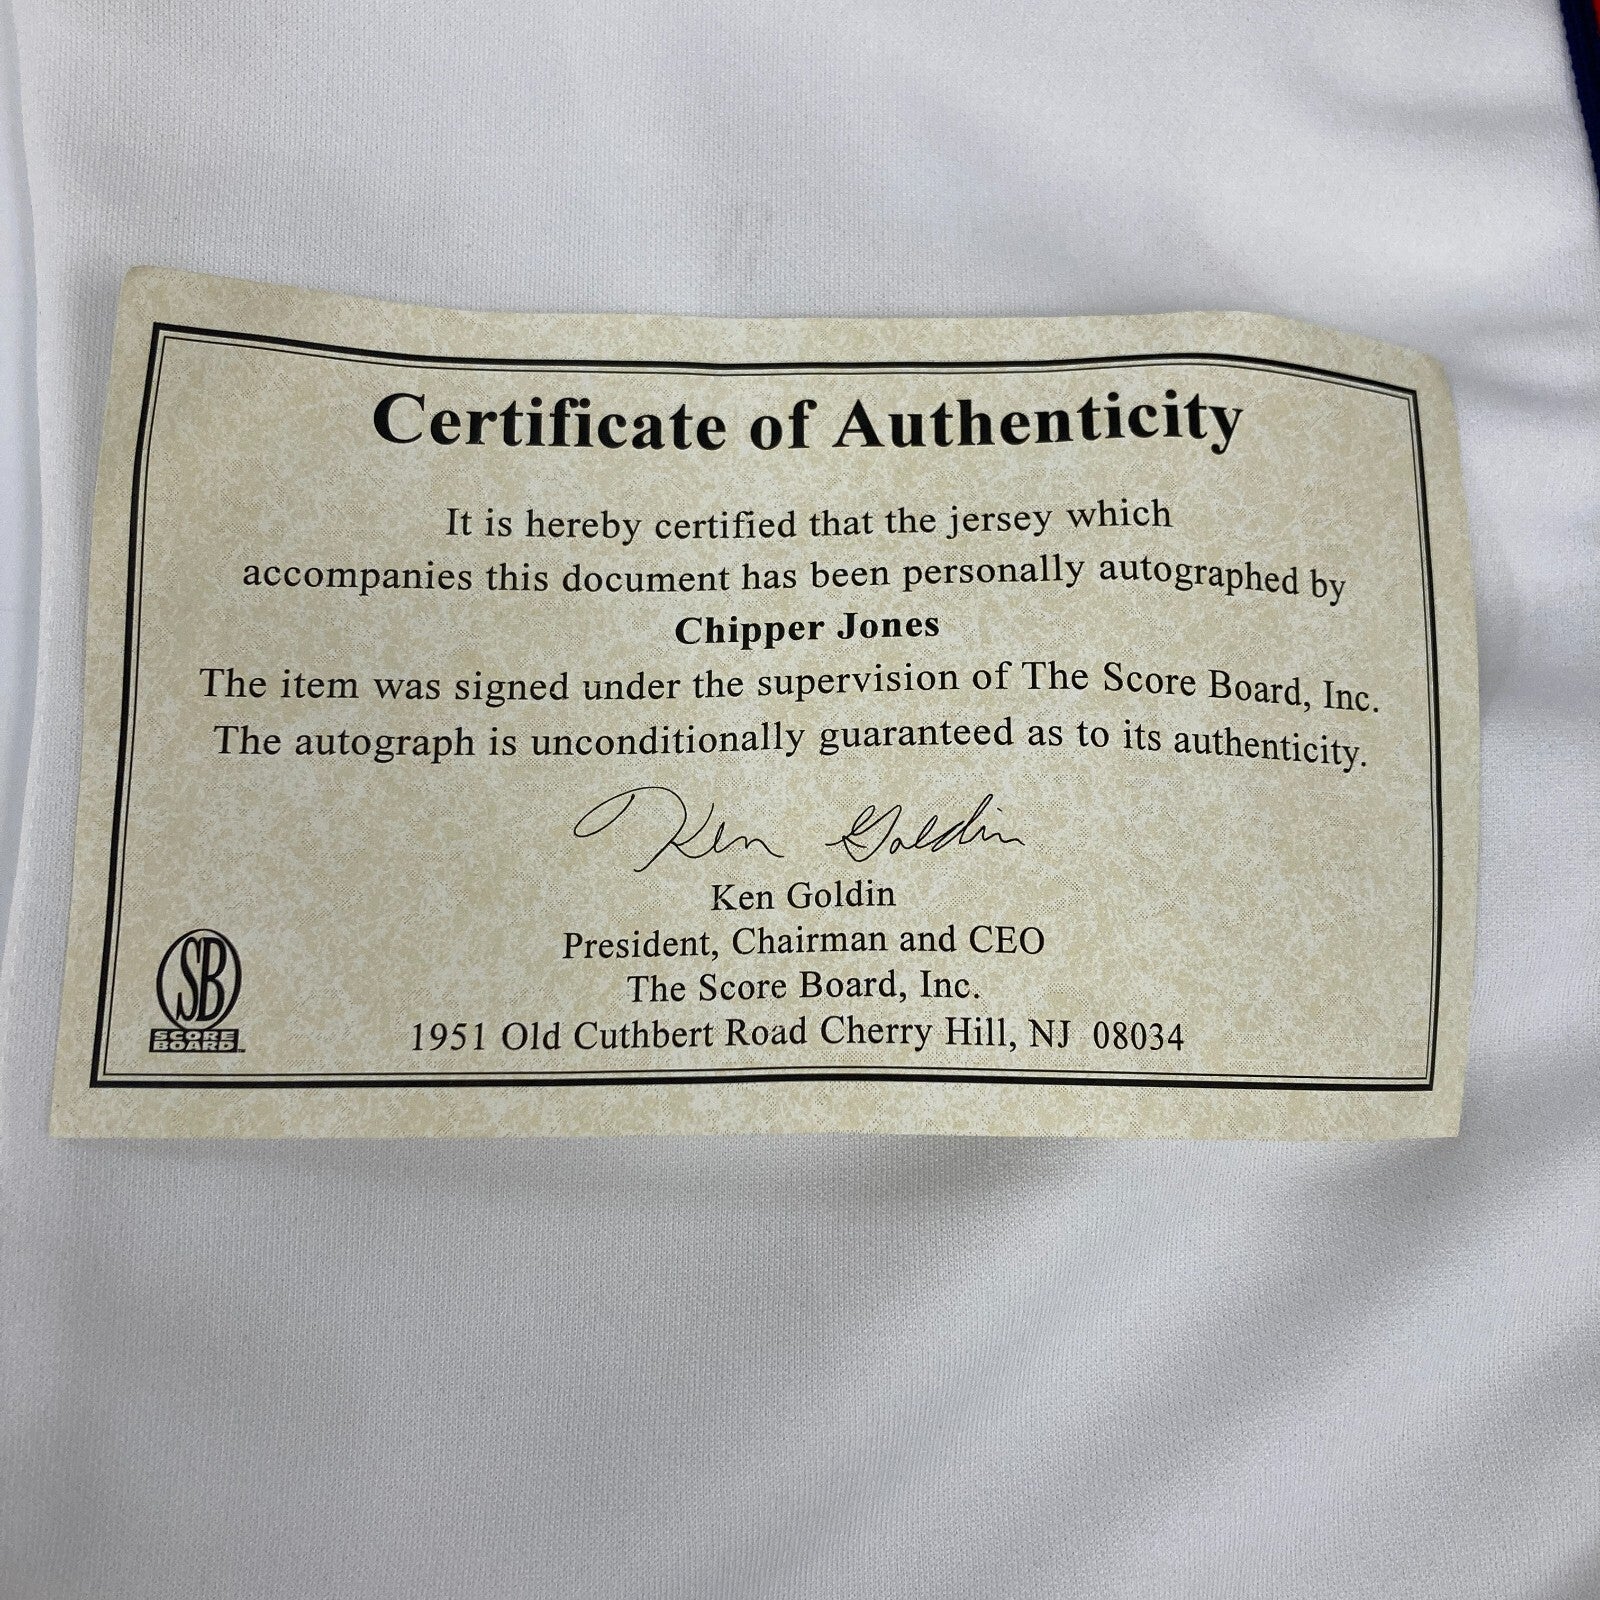 Certificate of Authenticity
It is hereby certified that the jersey which
accompanies this document has been personally autographed by
Chipper Jones
The item was signed under the supervision of The Score Board, Inc.
The autograph is unconditionally guaranteed as to its authenticity.
Ken Goldin
Ken Goldin
President, Chairman and CEO
The Score Board, Inc.
1951 Old Cuthbert Road Cherry Hill, NJ 08034
SB
SCORE
BOARD™